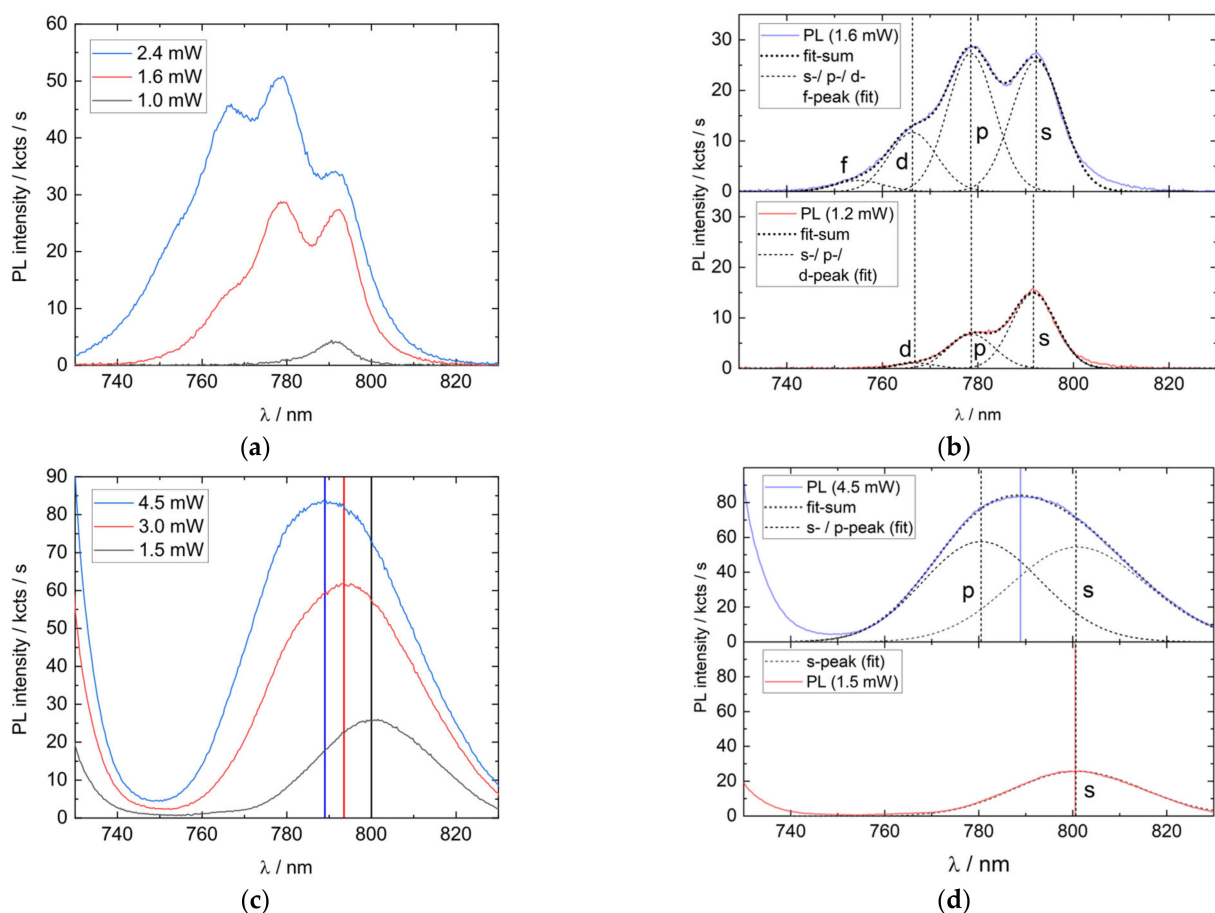 60
50
40
30
20
10
0
PL intensity / kcts / s
2.4 mW
1.6 mW
1.0 mW
740 760 780 800 820
λ / nm
(a)
30
20
10
0
30
20
10
0
PL intensity / kcts / s
PL (1.6 mW)
fit-sum
s-/ p-/ d-
f-peak (fit)
f d p s
PL (1.2 mW)
fit-sum
s-/ p-/
d-peak (fit)
d p s
740 760 780 800 820
λ / nm
(b)
90
80
70
60
50
40
30
20
10
0
PL intensity / kcts / s
4.5 mW
3.0 mW
1.5 mW
740 760 780 800 820
λ / nm
(c)
80
60
40
20
0
80
60
40
20
0
PL intensity / kcts / s
PL (4.5 mW)
fit-sum
s- / p-peak (fit)
p s
s-peak (fit)
PL (1.5 mW)
s
740 760 780 800 820
λ / nm
(d)